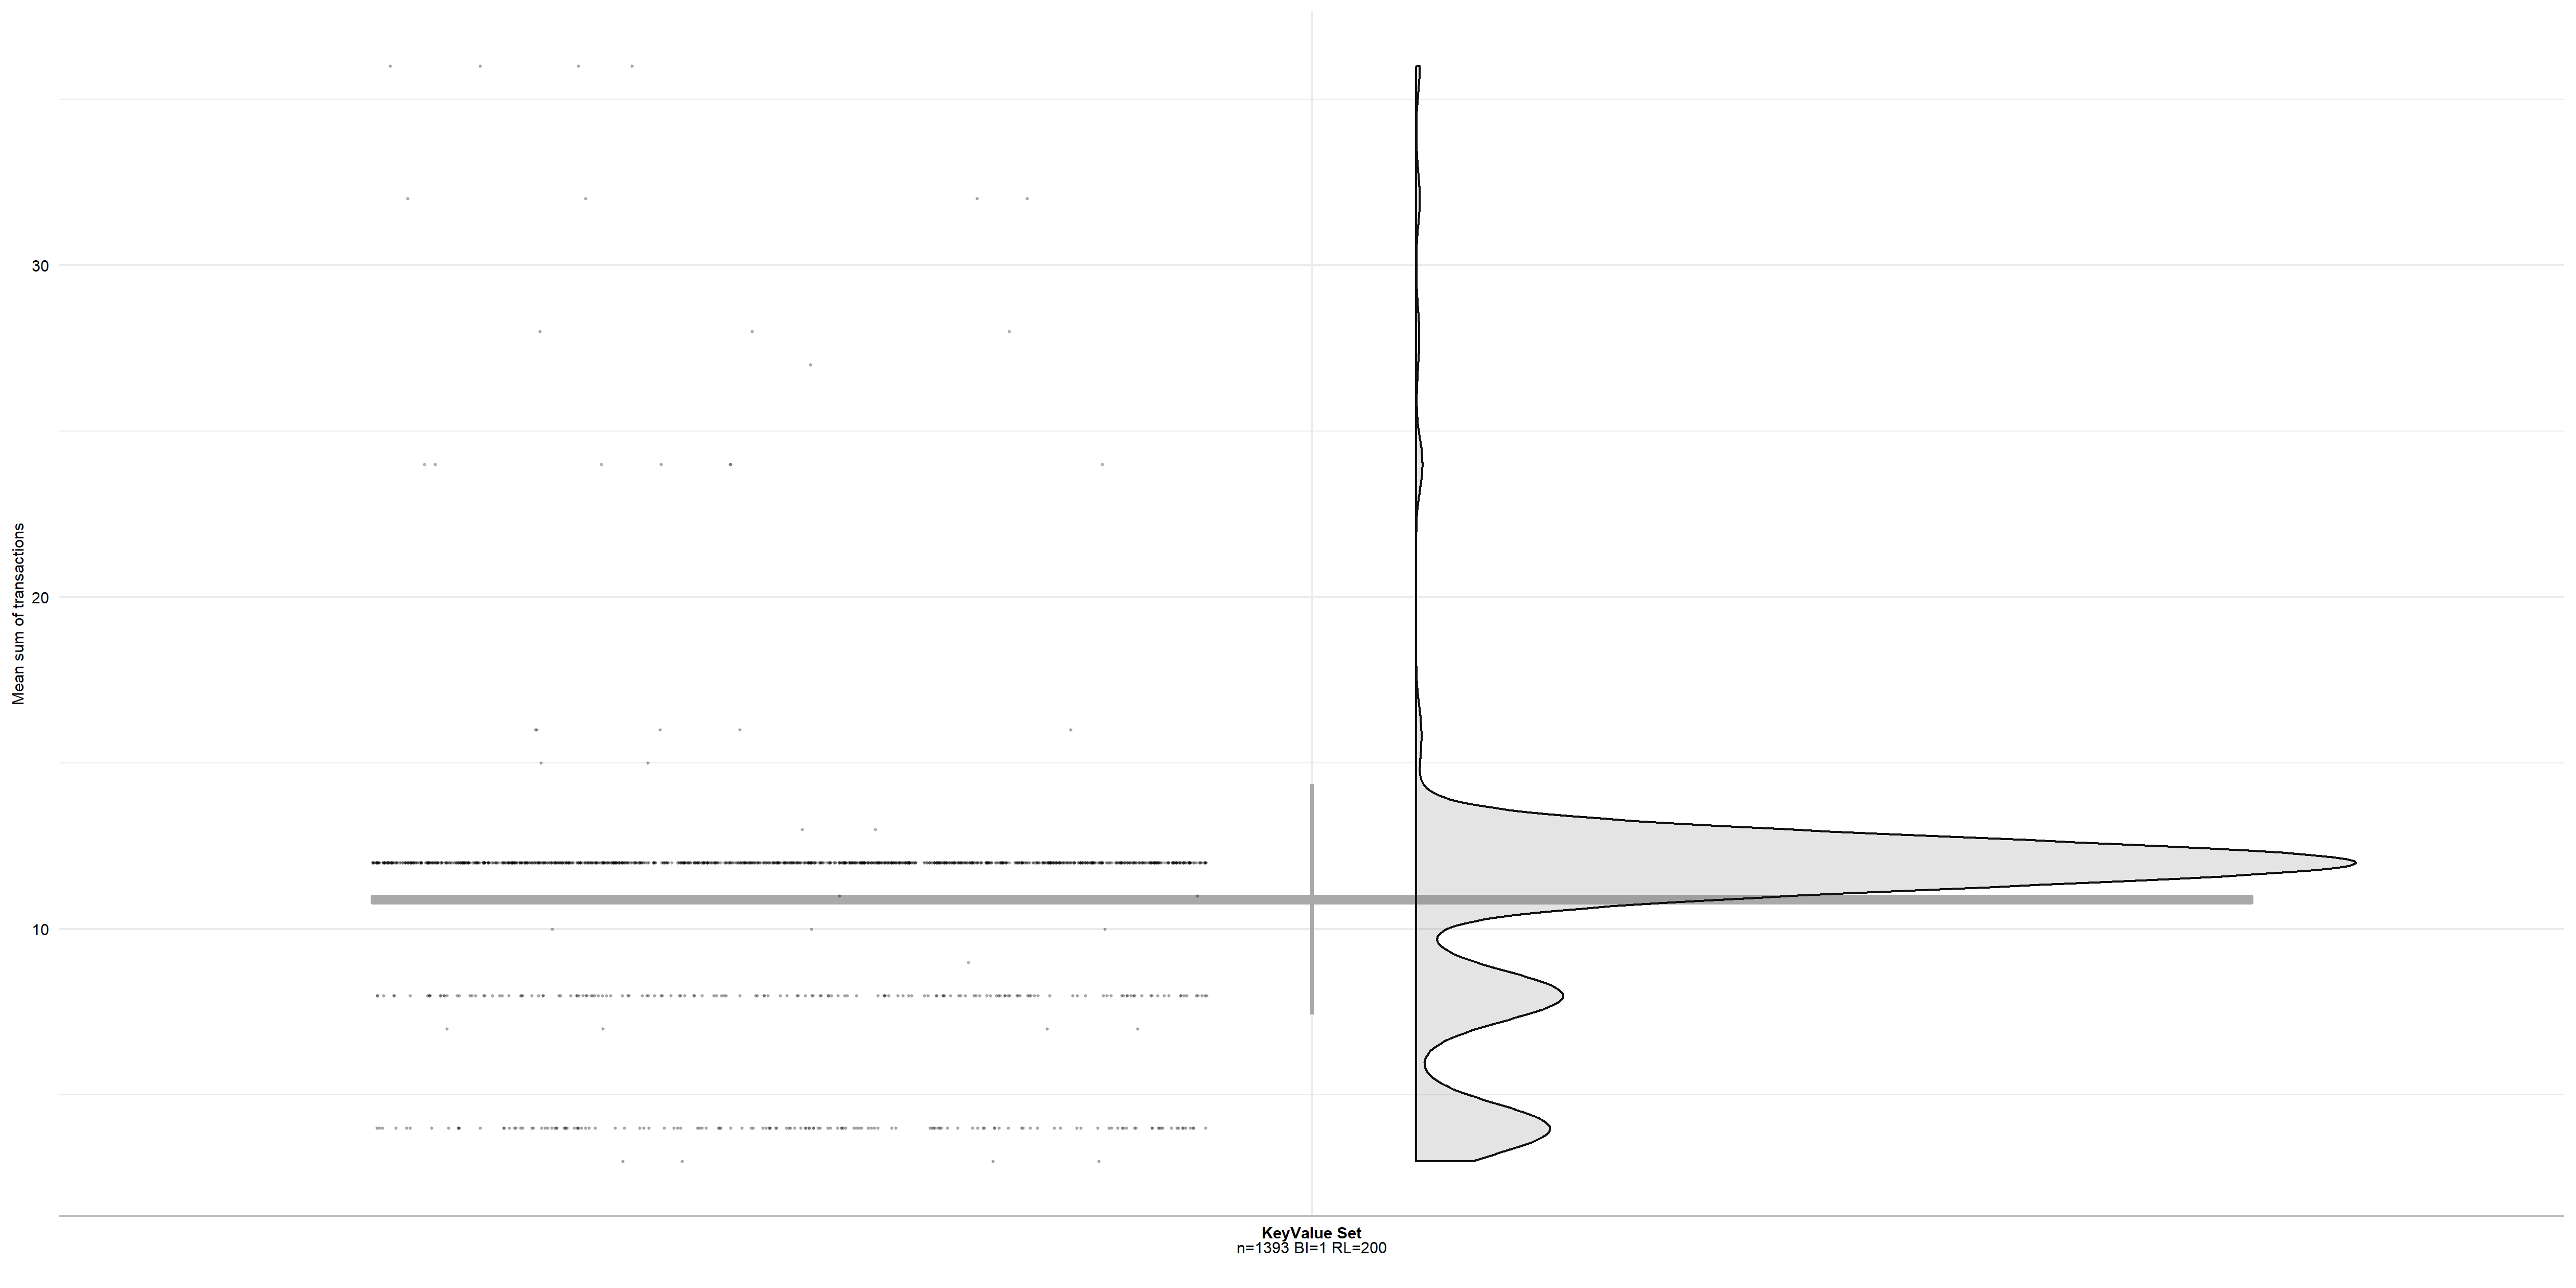 Mean sum of transactions
30
20
10
KeyValue Set
n=1393 BI=1 RL=200